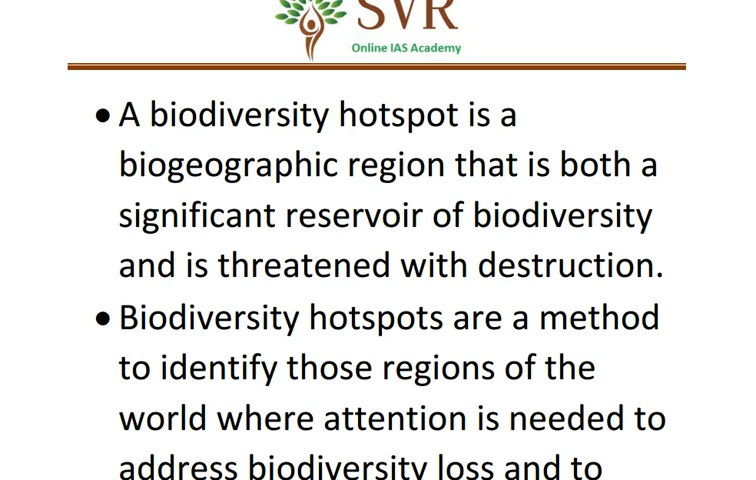 SVR
Online IAS Academy
• A biodiversity hotspot is a
biogeographic region that is both a
significant reservoir of biodiversity
and is threatened with destruction.
• Biodiversity hotspots are a method
to identify those regions of the
world where attention is needed to
address biodiversity loss and to